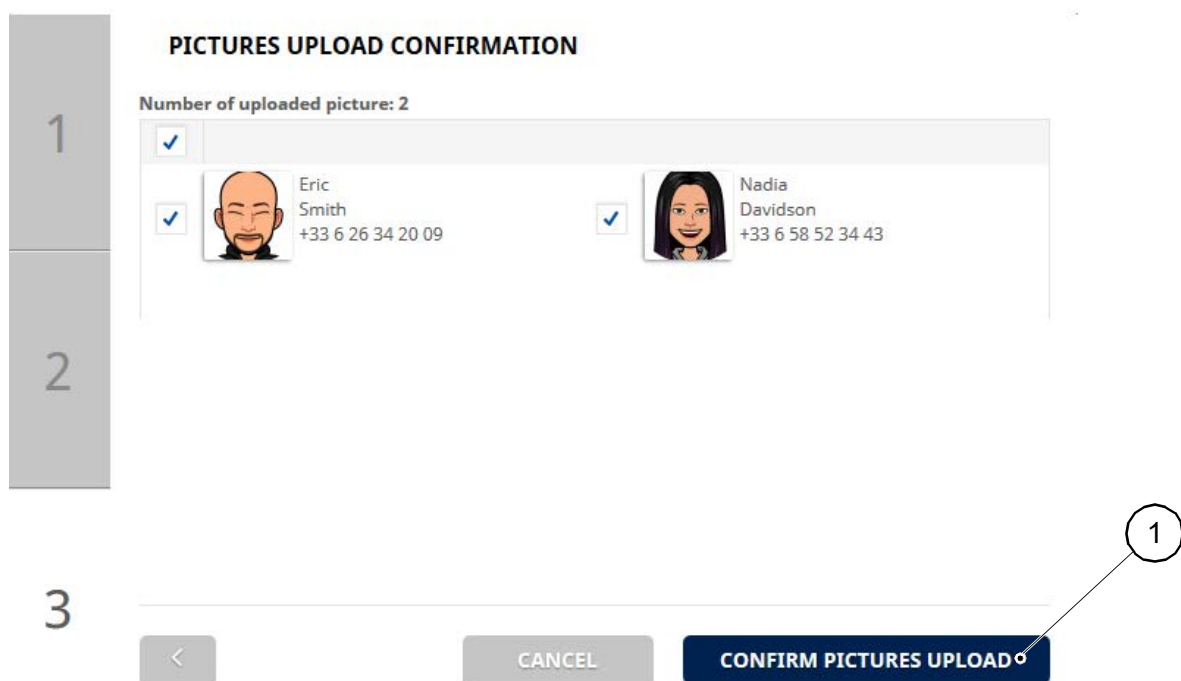 PICTURES UPLOAD CONFIRMATION
Number of uploaded picture: 2
1
Eric
Smith
+33 6 26 34 20 09
Nadia
Davidson
+33 6 58 52 34 43
2
1
3
CANCEL
CONFIRM PICTURES UPLOAD